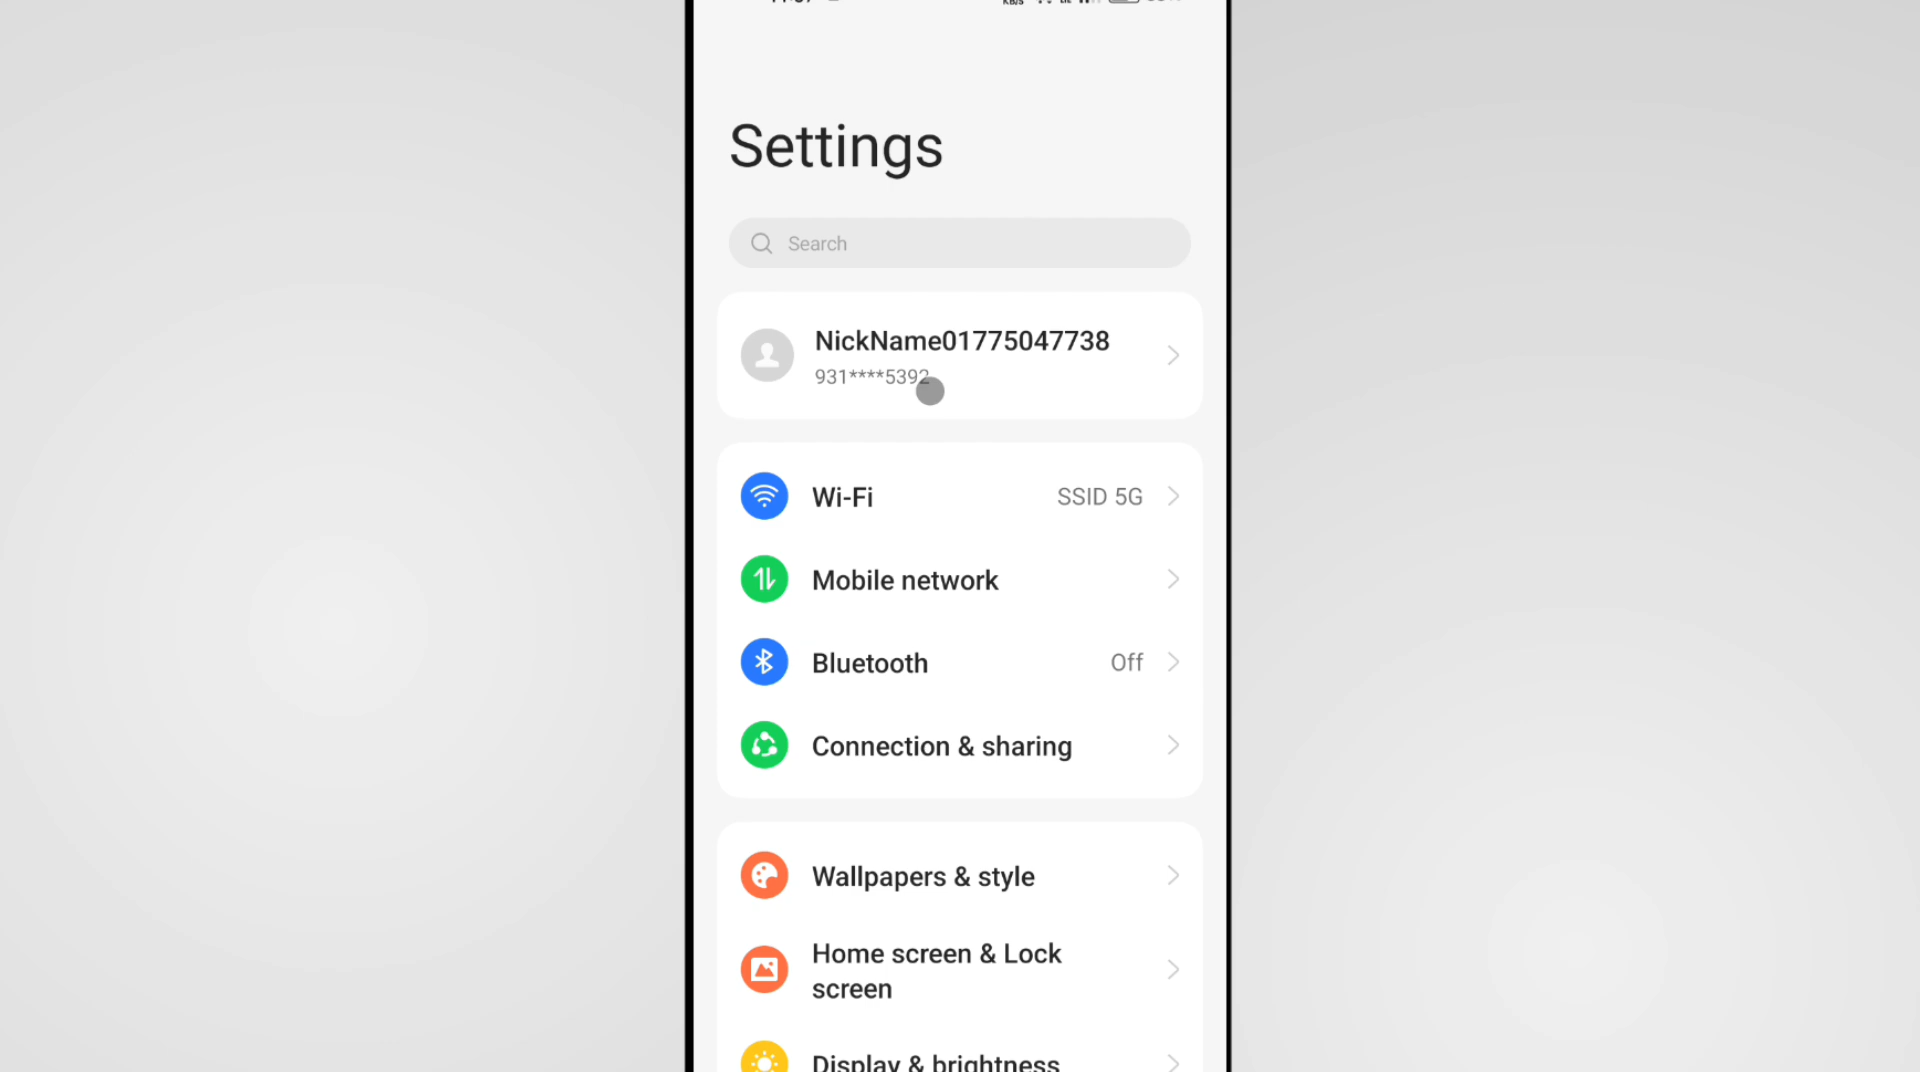 Settings
Search
NickName01775047738
931****5392
Wi-Fi SSID 5G
Mobile network
Bluetooth Off
Connection & sharing
Wallpapers & style
Home screen & Lock
screen
Display & brightness